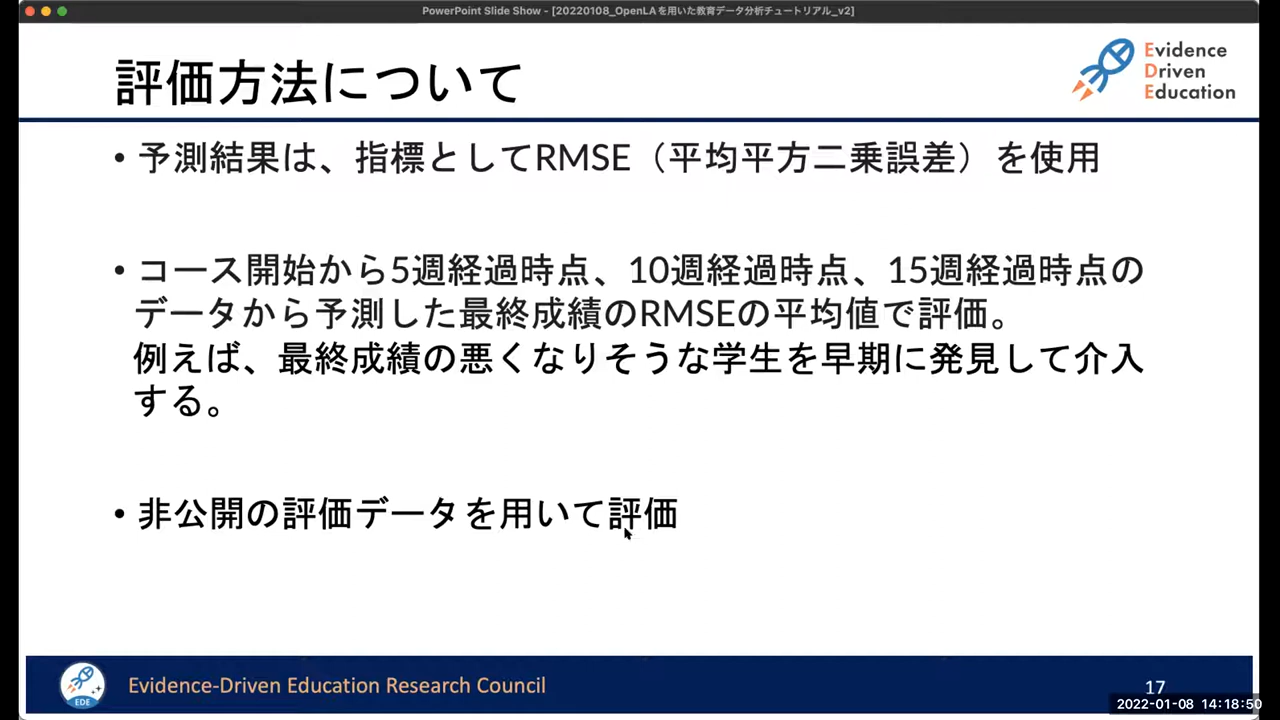 PowerPoint Slide Show - [20220108_OpenLAを用いた教育データ分析チュートリアル_v2]
評価方法について
Evidence
Driven
Education
• 予測結果は、指標としてRMSE（平均平方二乗誤差）を使用
• コース開始から5週経過時点、10週経過時点、15週経過時点の
データから予測した最終成績のRMSEの平均値で評価。
例えば、最終成績の悪くなりそうな学生を早期に発見して介入
する。
• 非公開の評価データを用いて評価
EDE
Evidence-Driven Education Research Council
17
2022-01-08 14:18:50